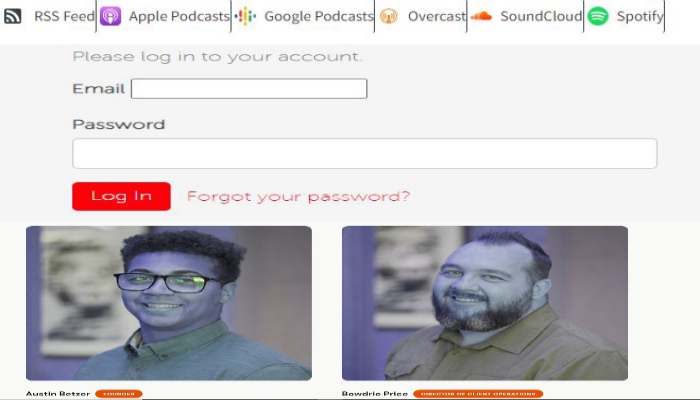 RSS Feed Apple Podcasts Google Podcasts Overcast SoundCloud Spotify
Please log in to your account.
Email
Password
Log In Forgot your password?
Austin Betzer FOUNDER
Bowdrie Price DIRECTOR OF CLIENT OPERATIONS